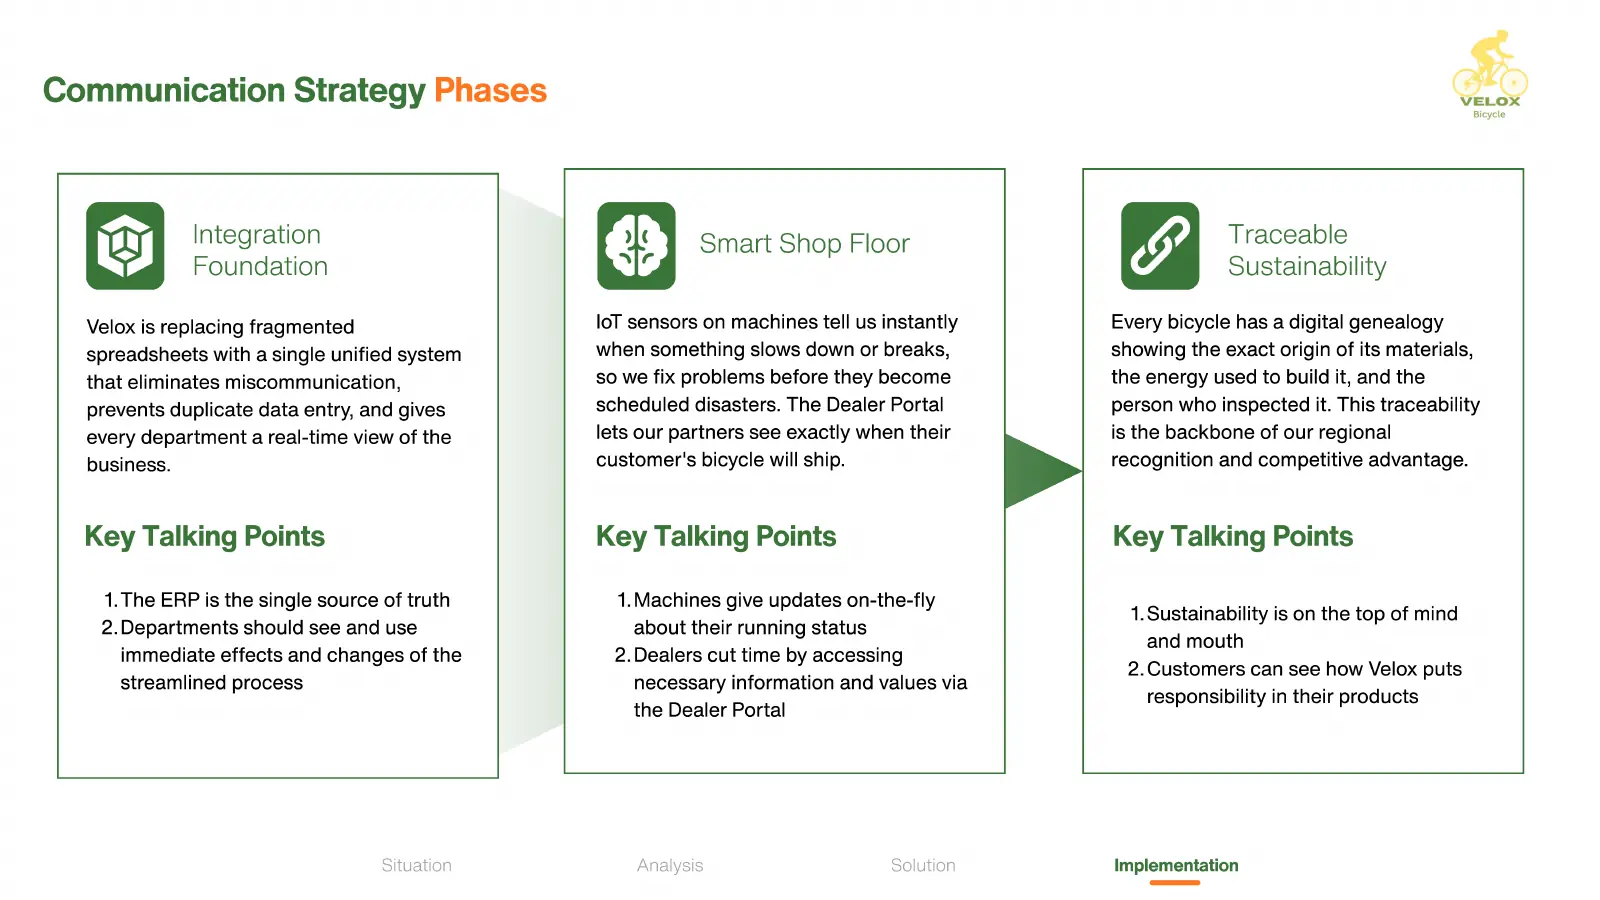 Communication Strategy Phases
VELOX
Bicycle
Integration
Foundation
Velox is replacing fragmented
spreadsheets with a single unified system
that eliminates miscommunication,
prevents duplicate data entry, and gives
every department a real-time view of the
business.
Key Talking Points
1. The ERP is the single source of truth
2. Departments should see and use
immediate effects and changes of the
streamlined process
Smart Shop Floor
IoT sensors on machines tell us instantly
when something slows down or breaks,
so we fix problems before they become
scheduled disasters. The Dealer Portal
lets our partners see exactly when their
customer's bicycle will ship.
Key Talking Points
1. Machines give updates on-the-fly
about their running status
2. Dealers cut time by accessing
necessary information and values via
the Dealer Portal
Traceable
Sustainability
Every bicycle has a digital genealogy
showing the exact origin of its materials,
the energy used to build it, and the
person who inspected it. This traceability
is the backbone of our regional
recognition and competitive advantage.
Key Talking Points
1. Sustainability is on the top of mind
and mouth
2. Customers can see how Velox puts
responsibility in their products
Situation
Analysis
Solution
Implementation